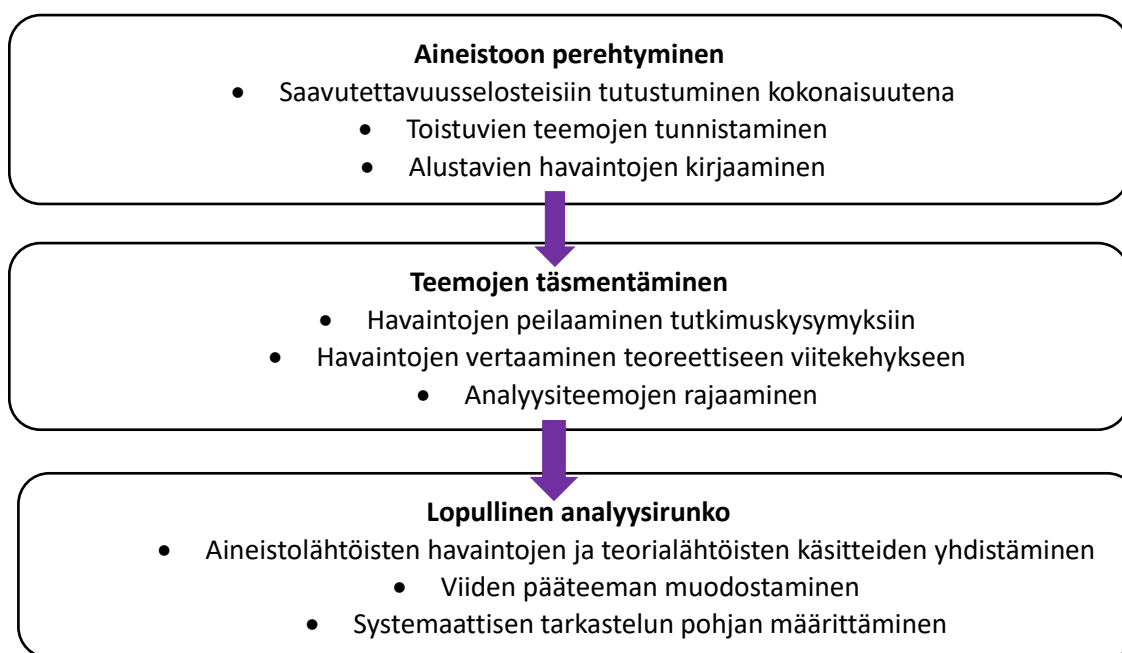 Aineistoon perehtyminen
• Saavutettavuusselosteisiin tutustuminen kokonaisuutena
• Toistuvien teemojen tunnistaminen
• Alustavien havaintojen kirjaaminen
Teemojen täsmentäminen
• Havaintojen peilaaminen tutkimuskysymyksiin
• Havaintojen vertaaminen teoreettiseen viitekehykseen
• Analyysiteemojen rajaaminen
Lopullinen analyysirunko
• Aineistolähtöisten havaintojen ja teorialähtöisten käsitteiden yhdistäminen
• Viiden pääteeman muodostaminen
• Systemaattisen tarkastelun pohjan määrittäminen